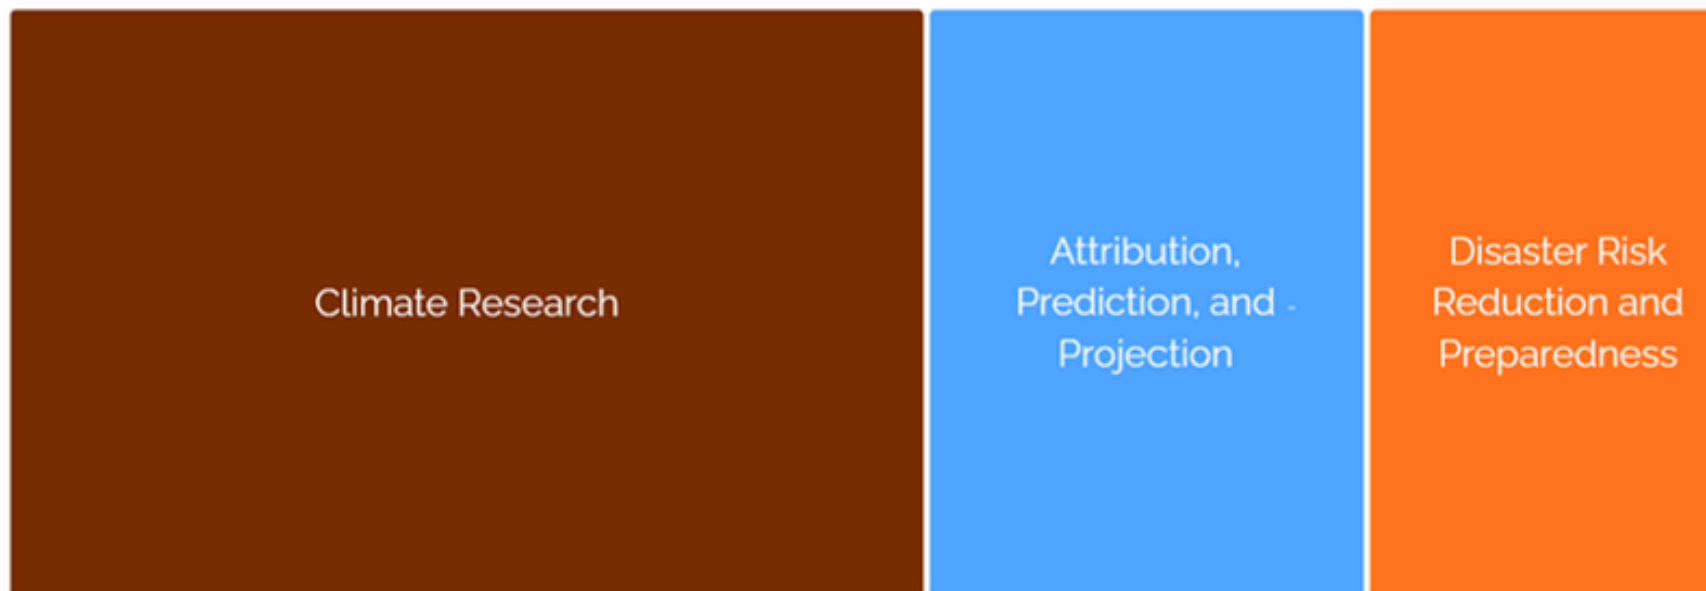 Climate Research
Attribution,
Prediction, and -
Projection
Disaster Risk
Reduction and
Preparedness